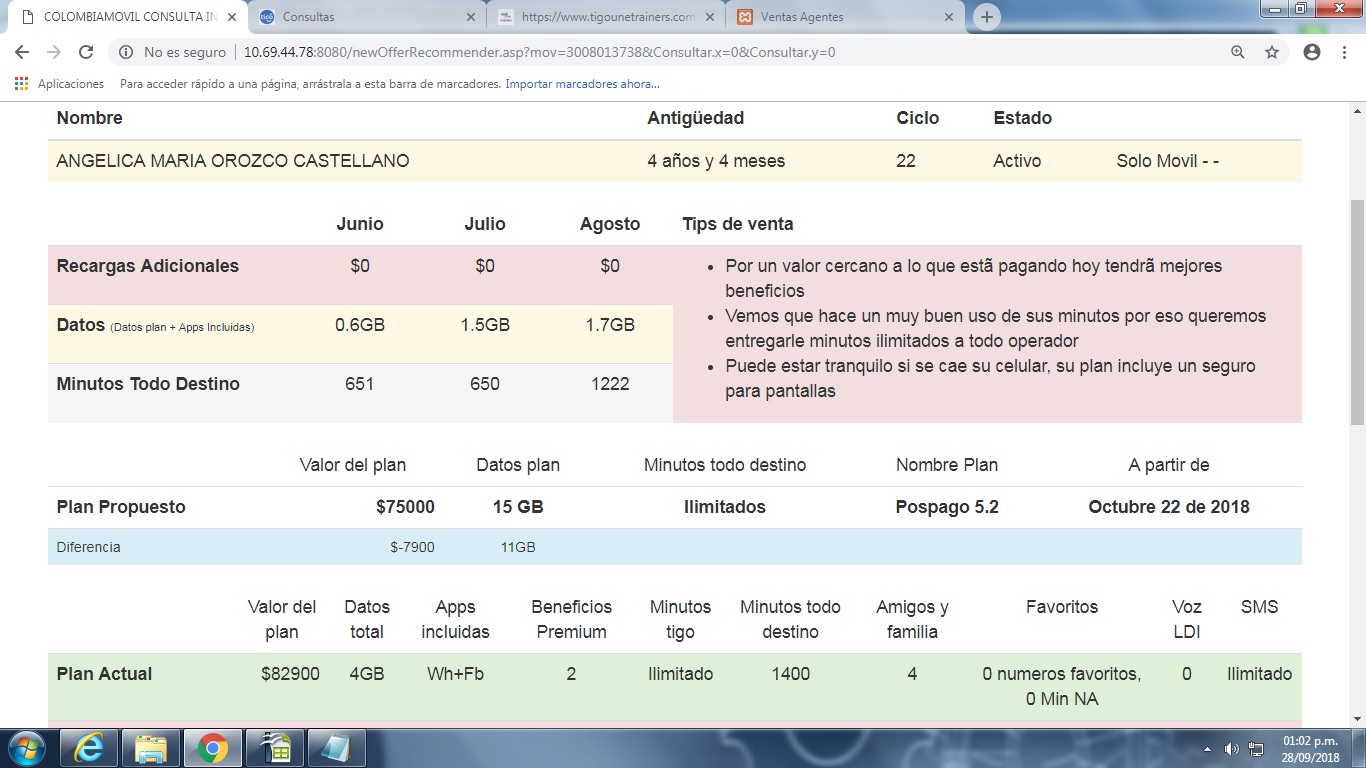 COLOMBIAMOVIL CONSULTA IN
Consultas
https://www.tigounetrainers.com
Ventas Agentes
No es seguro 10.69.44.78:8080/newOfferRecommender.asp?mov=3008013738&Consultar.x=0&Consultar.y=0
Aplicaciones Para acceder rápido a una página, arrástrala a esta barra de marcadores. Importar marcadores ahora...
Nombre Antigüedad Ciclo Estado
ANGELICA MARIA OROZCO CASTELLANO 4 años y 4 meses 22 Activo Solo Movil - -
Junio Julio Agosto Tips de venta
Recargas Adicionales $0 $0 $0
• Por un valor cercano a lo que estã pagando hoy tendrã mejores
beneficios
Datos (Datos plan + Apps Incluidas) 0.6GB 1.5GB 1.7GB
• Vemos que hace un muy buen uso de sus minutos por eso queremos
entregarle minutos ilimitados a todo operador
Minutos Todo Destino 651 650 1222
• Puede estar tranquilo si se cae su celular, su plan incluye un seguro
para pantallas
Valor del plan Datos plan Minutos todo destino Nombre Plan A partir de
Plan Propuesto $75000 15 GB Ilimitados Pospago 5.2 Octubre 22 de 2018
Diferencia $-7900 11GB
Valor del Datos Apps Beneficios Minutos Minutos todo Amigos y Favoritos Voz SMS
plan total incluidas Premium tigo destino familia LDI
Plan Actual $82900 4GB Wh+Fb 2 Ilimitado 1400 4 0 numeros favoritos, 0 Ilimitado
0 Min NA
01:02 p.m.
28/09/2018